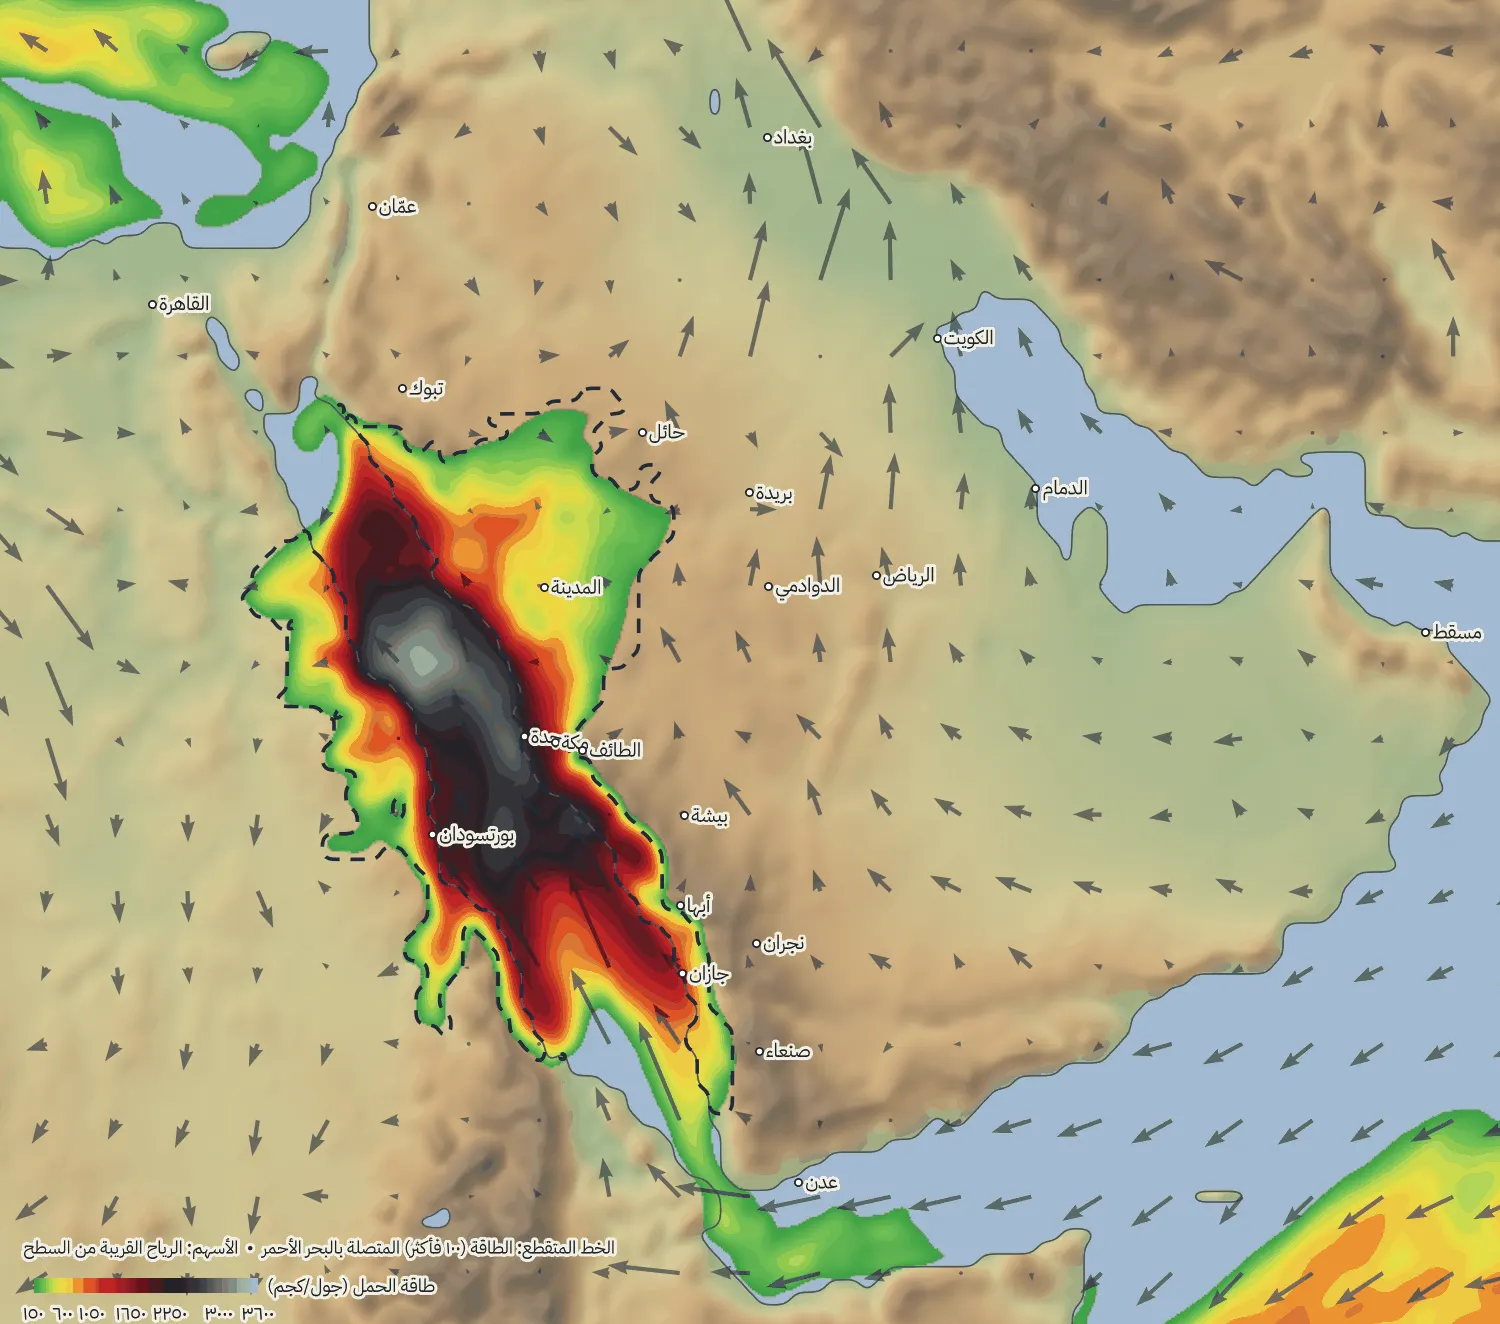 بغداد
عمّان
القاهرة
الكويت
تبوك
حائل
بريدة
الدمام
الدوادمي
الرياض
المدينة
مسقط
جدة
مكة
الطائف
بيشة
بورتسودان
أبها
نجران
جازان
صنعاء
عدن
الخط المتقطع: الطاقة (١٠٠ فأكثر) المتصلة بالبحر الأحمر • الأسهم: الرياح القريبة من السطح
طاقة الحمل (جول/كجم)
١٥٠ ٦٠٠ ١٠٥٠ ١٦٥٠ ٢٢٥٠ ٣٠٠٠ ٣٦٠٠